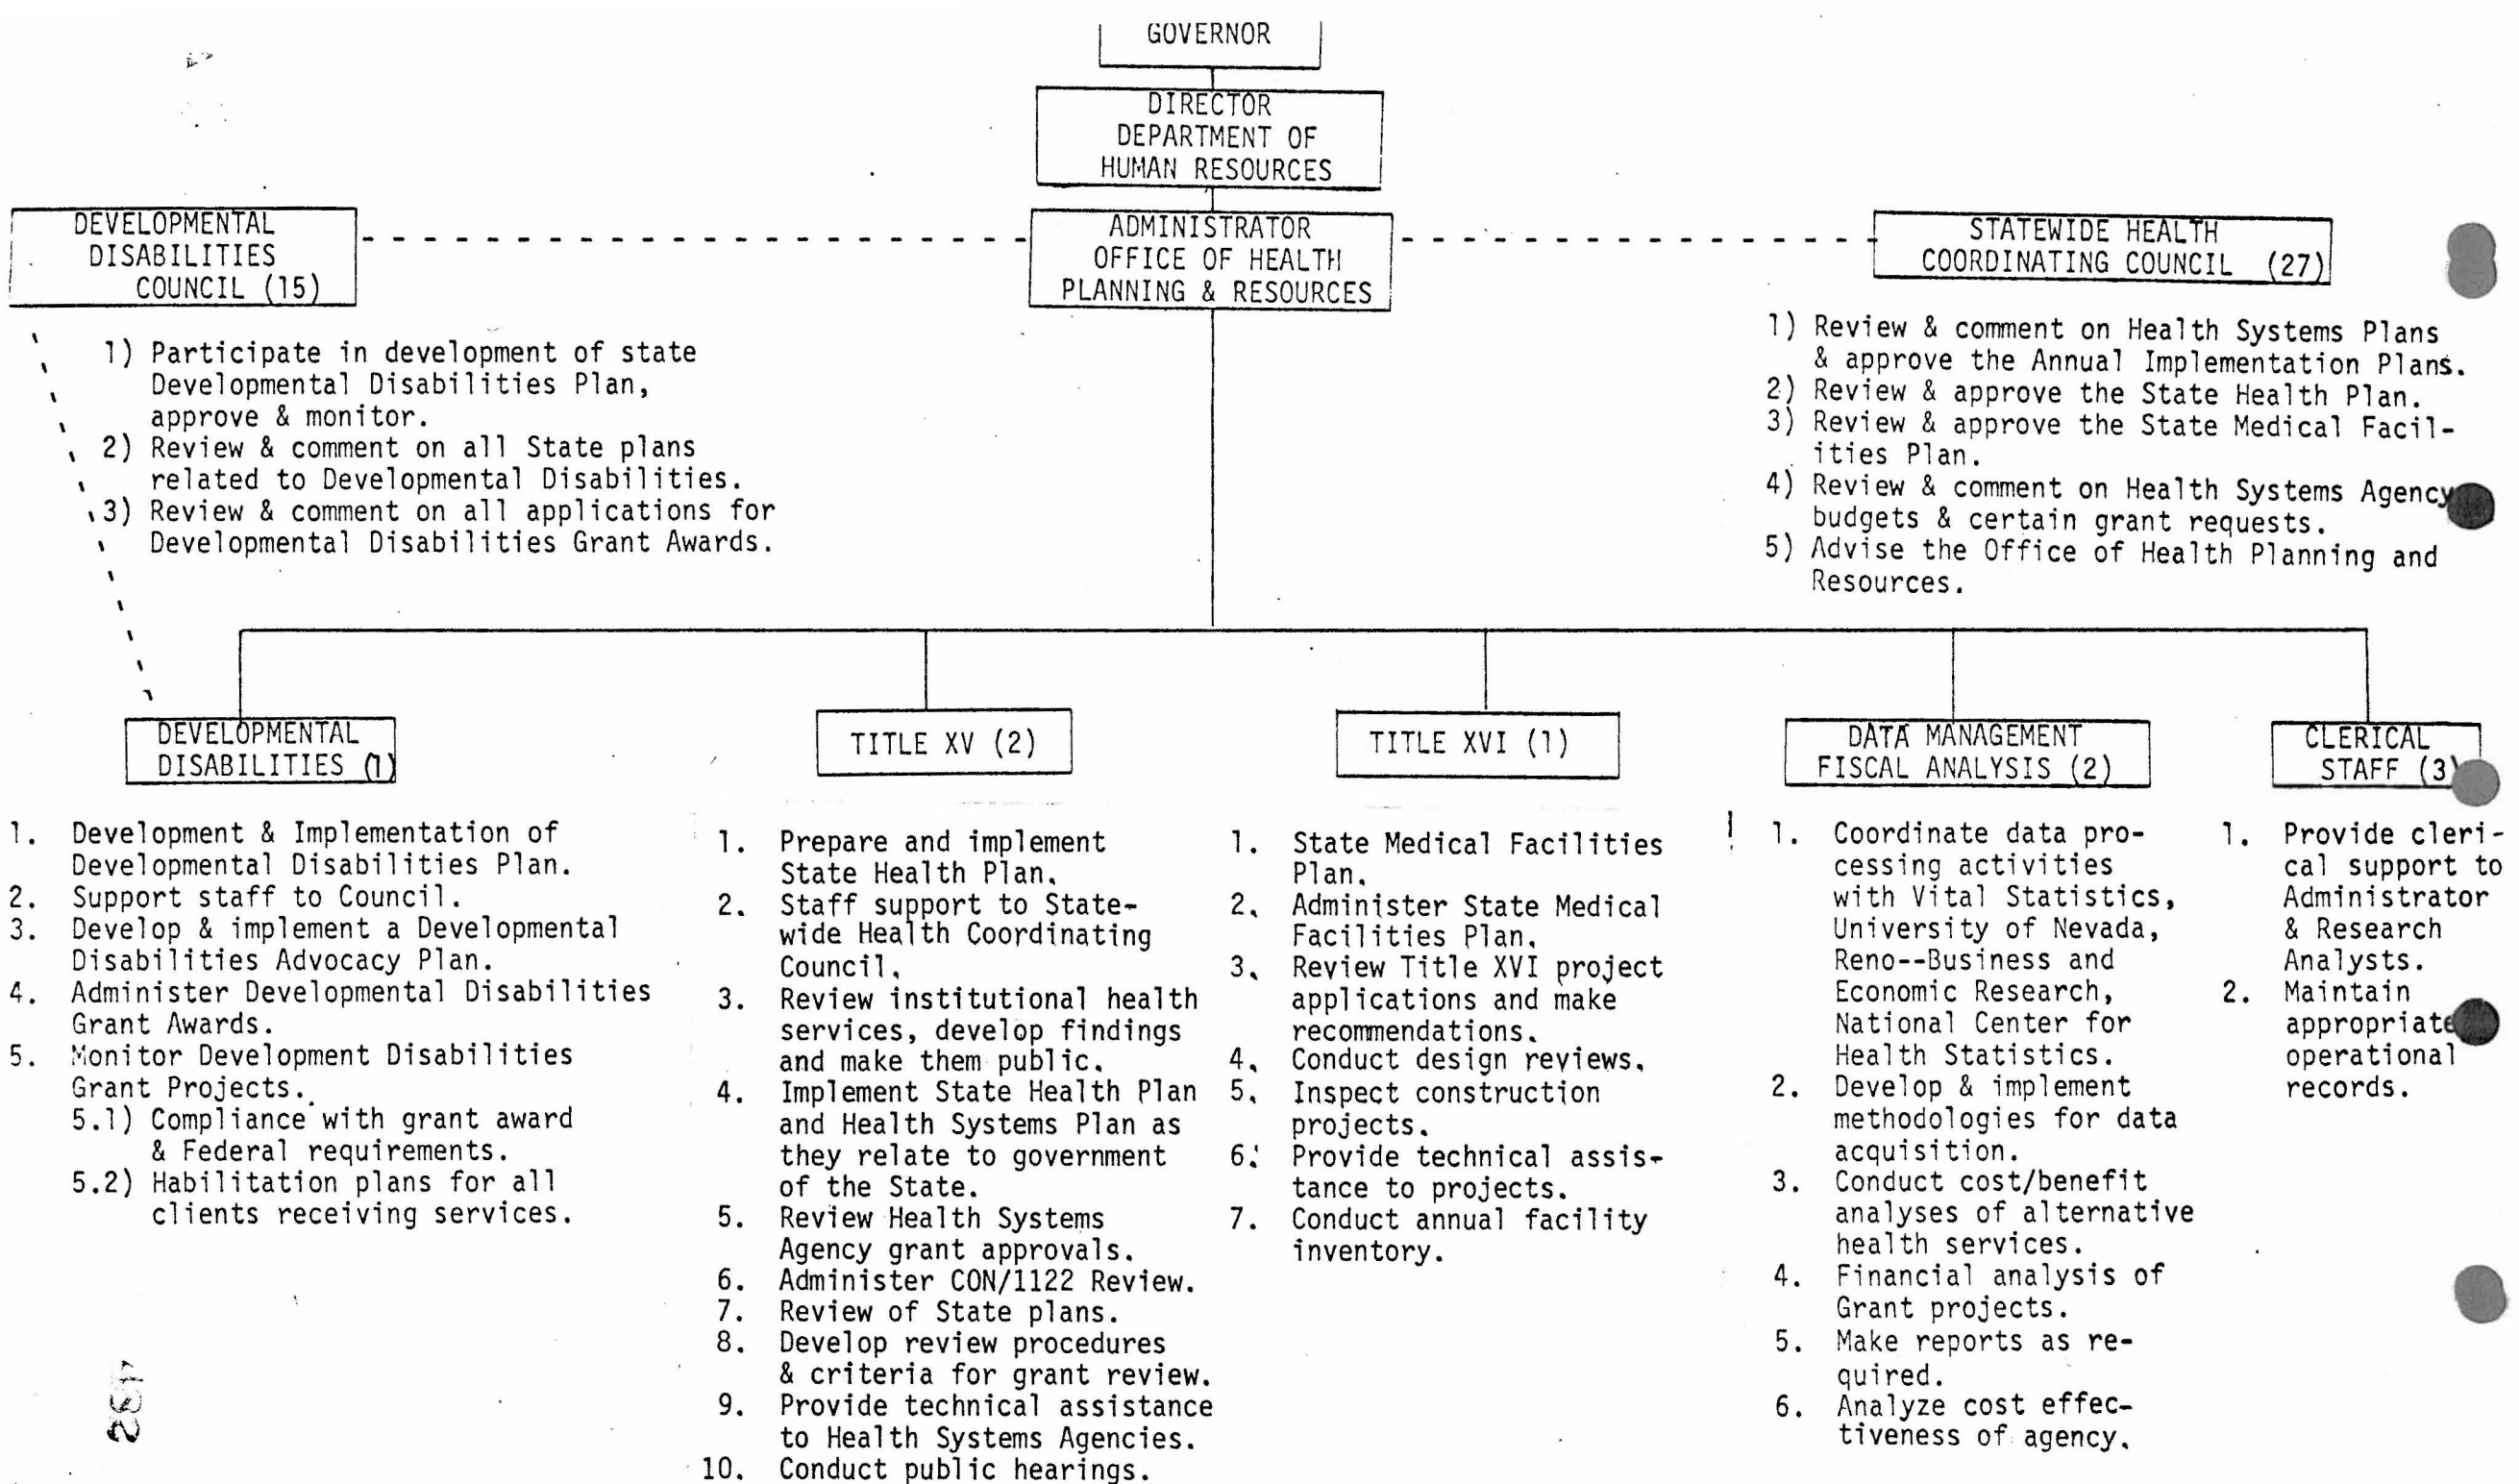 GOVERNOR
DIRECTOR
DEPARTMENT OF
HUMAN RESOURCES
DEVELOPMENTAL
DISABILITIES
COUNCIL (15)
ADMINISTRATOR
OFFICE OF HEALTH
PLANNING & RESOURCES
STATEWIDE HEALTH
COORDINATING COUNCIL (27)
1) Participate in development of state
Developmental Disabilities Plan,
approve & monitor.
2) Review & comment on all State plans
related to Developmental Disabilities.
3) Review & comment on all applications for
Developmental Disabilities Grant Awards.
1) Review & comment on Health Systems Plans
& approve the Annual Implementation Plans.
2) Review & approve the State Health Plan.
3) Review & approve the State Medical Facil-
ities Plan.
4) Review & comment on Health Systems Agency
budgets & certain grant requests.
5) Advise the Office of Health Planning and
Resources.
DEVELOPMENTAL
DISABILITIES (1)
TITLE XV (2)
TITLE XVI (1)
DATA MANAGEMENT
FISCAL ANALYSIS (2)
CLERICAL
STAFF (3)
1. Development & Implementation of
Developmental Disabilities Plan.
2. Support staff to Council.
3. Develop & implement a Developmental
Disabilities Advocacy Plan.
4. Administer Developmental Disabilities
Grant Awards.
5. Monitor Development Disabilities
Grant Projects.
5.1) Compliance with grant award
& Federal requirements.
5.2) Habilitation plans for all
clients receiving services.
1. Prepare and implement
State Health Plan.
2. Staff support to State-
wide Health Coordinating
Council.
3. Review institutional health
services, develop findings
and make them public.
4. Implement State Health Plan
and Health Systems Plan as
they relate to government
of the State.
5. Review Health Systems
Agency grant approvals.
6. Administer CON/1122 Review.
7. Review of State plans.
8. Develop review procedures
& criteria for grant review.
9. Provide technical assistance
to Health Systems Agencies.
10. Conduct public hearings.
1. State Medical Facilities
Plan.
2. Administer State Medical
Facilities Plan.
3. Review Title XVI project
applications and make
recommendations.
4. Conduct design reviews.
5. Inspect construction
projects.
6. Provide technical assis-
tance to projects.
7. Conduct annual facility
inventory.
1. Coordinate data pro-
cessing activities
with Vital Statistics,
University of Nevada,
Reno--Business and
Economic Research,
National Center for
Health Statistics.
2. Develop & implement
methodologies for data
acquisition.
3. Conduct cost/benefit
analyses of alternative
health services.
4. Financial analysis of
Grant projects.
5. Make reports as re-
quired.
6. Analyze cost effec-
tiveness of agency.
1. Provide cleri-
cal support to
Administrator
& Research
Analysts.
2. Maintain
appropriate
operational
records.